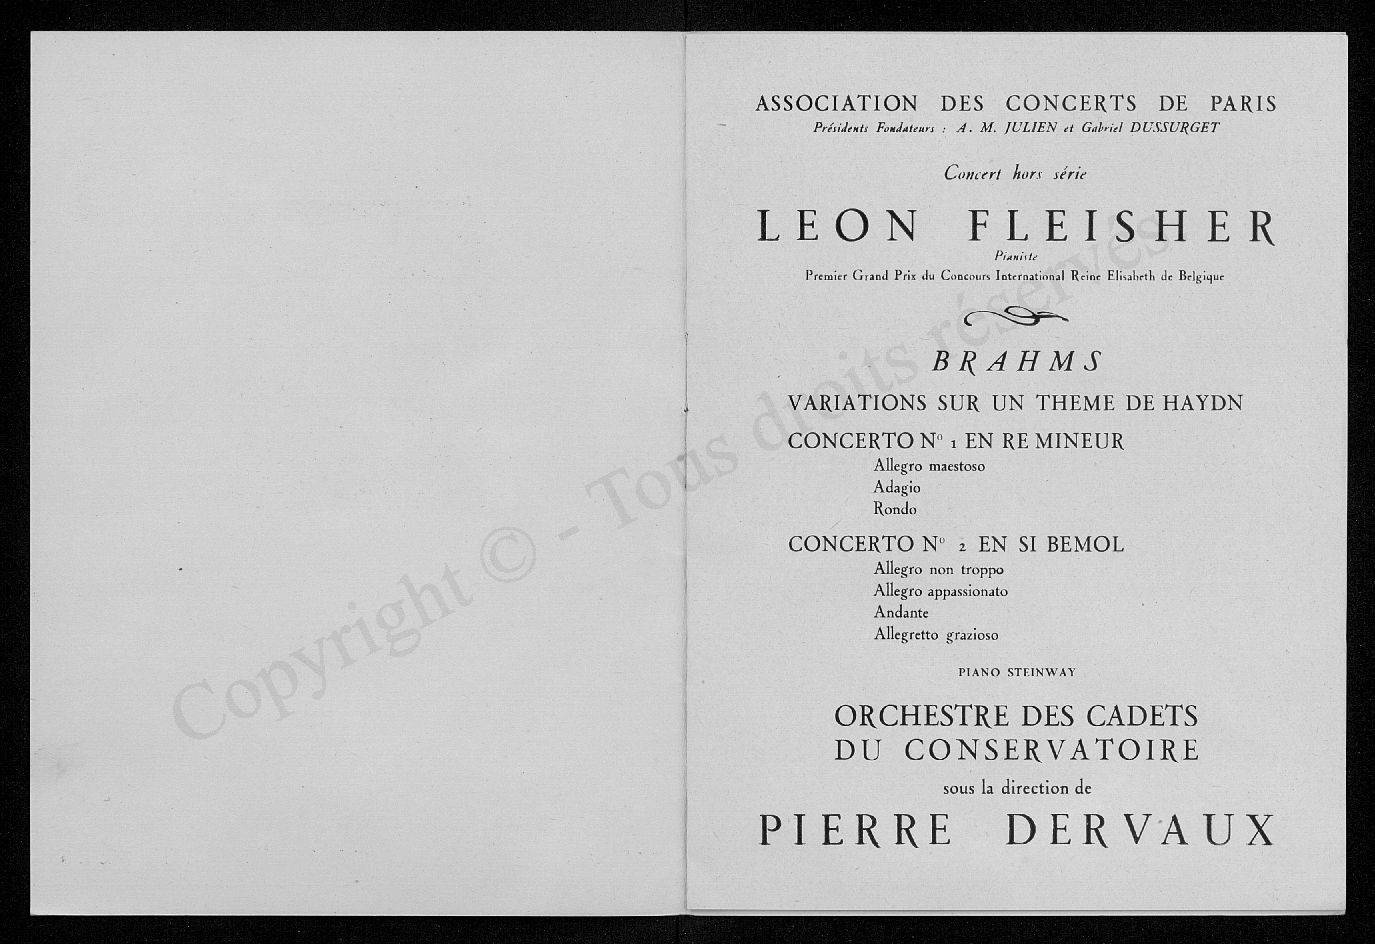 ASSOCIATION DES CONCERTS DE PARIS
Présidents Fondateurs : A. M. JULIEN et Gabriel DUSSURGET
Concert hors série
LEON FLEISHER
Pianiste
Premier Grand Prix du Concours International Reine Elisabeth de Belgique
BRAHMS
VARIATIONS SUR UN THEME DE HAYDN
CONCERTO Nº 1 EN RE MINEUR
Allegro maestoso
Adagio
Rondo
CONCERTO Nº 2 EN SI BEMOL
Allegro non troppo
Allegro appassionato
Andante
Allegretto grazioso
PIANO STEINWAY
ORCHESTRE DES CADETS
DU CONSERVATOIRE
sous la direction de
PIERRE DERVAUX
Copyright © - Tous droits réservés